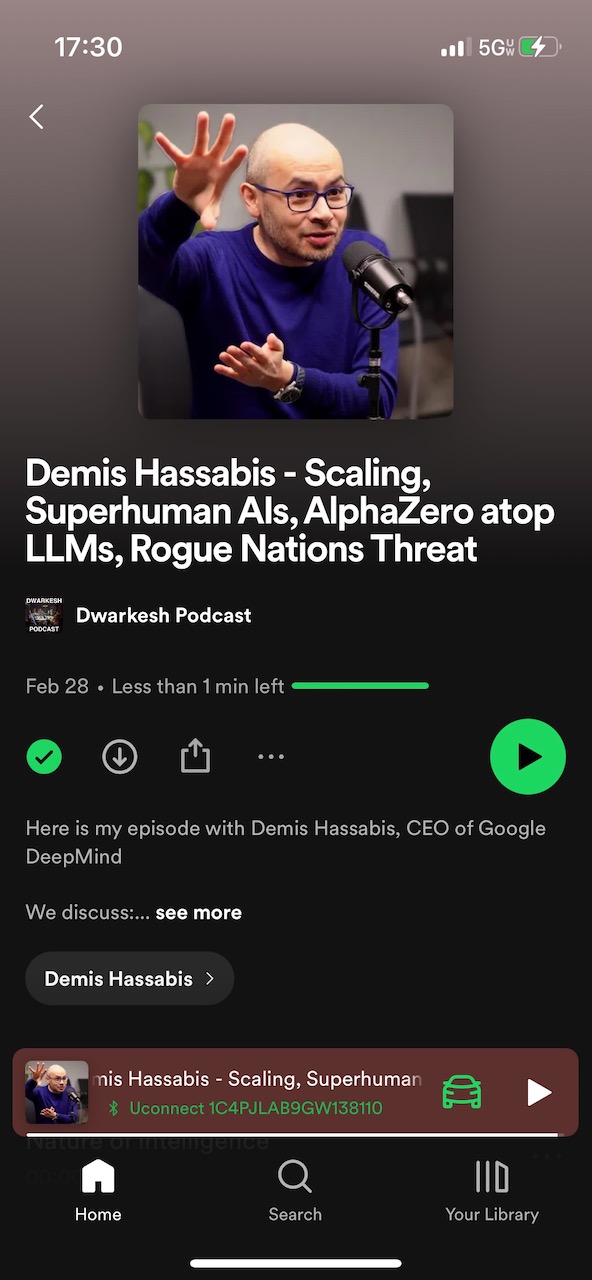 17:30
5G UW
Demis Hassabis - Scaling,
Superhuman AIs, AlphaZero atop
LLMs, Rogue Nations Threat
DWARKESH
PODCAST
Dwarkesh Podcast
Feb 28 • Less than 1 min left
Here is my episode with Demis Hassabis, CEO of Google
DeepMind
We discuss:... see more
Demis Hassabis
mis Hassabis - Scaling, Superhuman
Uconnect 1C4PJLAB9GW138110
Nature of intelligence
Home
Search
Your Library